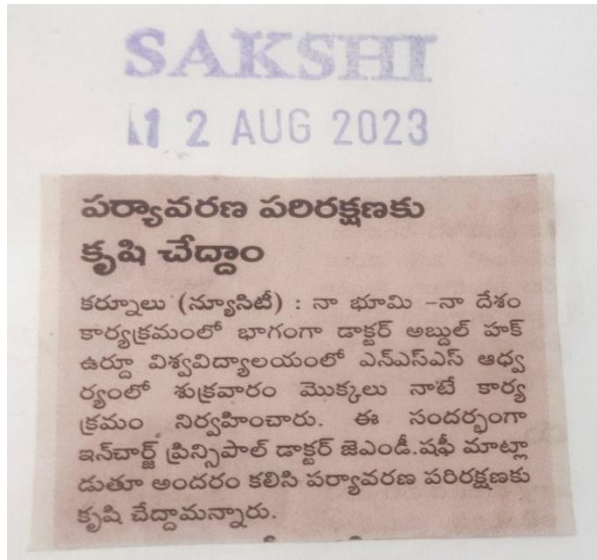 SAKSHI
12 AUG 2023
పర్యావరణ పరిరక్షణకు
కృషి చేద్దాం
కర్నూలు (న్యూసిటీ) : నా భూమి –నా దేశం
కార్యక్రమంలో భాగంగా డాక్టర్ అబ్దుల్ హక్
ఉర్దూ విశ్వవిద్యాలయంలో ఎన్ఎస్ఎస్ ఆధ్వ
ర్యంలో శుక్రవారం మొక్కలు నాటే కార్య
క్రమం నిర్వహించారు. ఈ సందర్భంగా
ఇన్‌చార్జ్ ప్రిన్సిపాల్ డాక్టర్ జెఎండీ.షఫీ మాట్లా
డుతూ అందరం కలిసి పర్యావరణ పరిరక్షణకు
కృషి చేద్దామన్నారు.